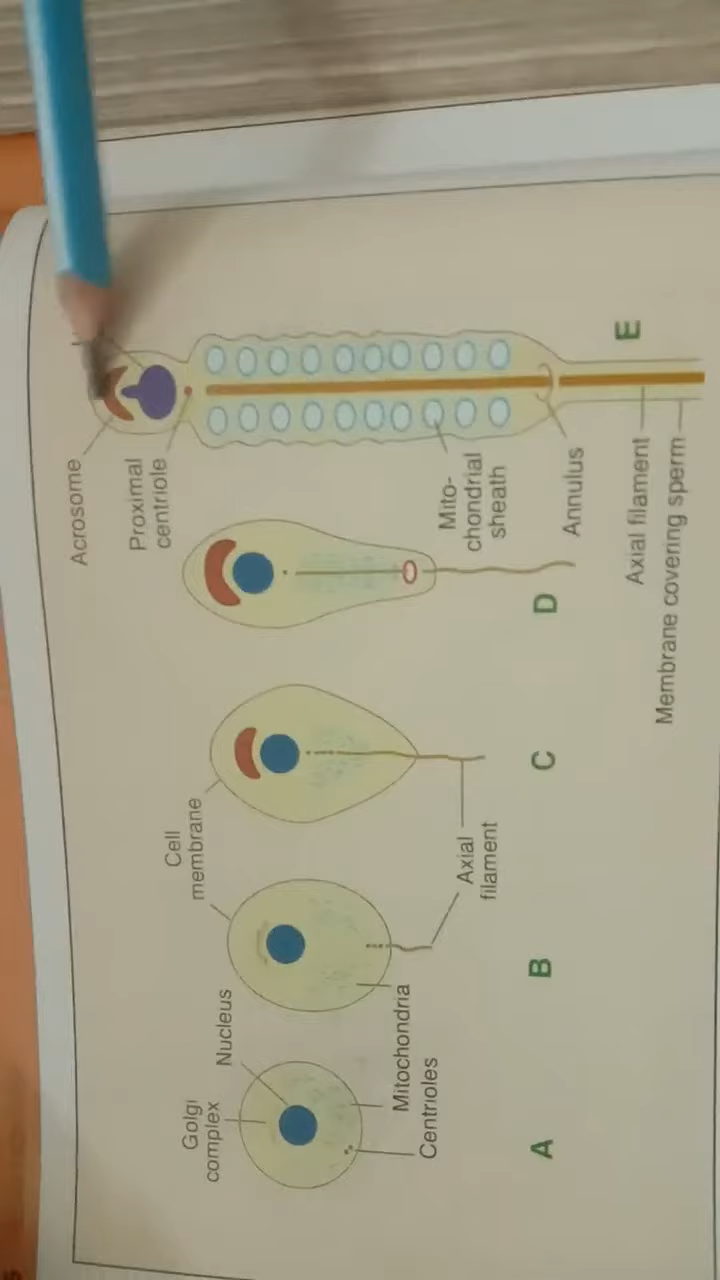 Golgi
complex
Nucleus
Mitochondria
Centrioles
A
Cell
membrane
Axial
filament
B
C
D
Acrosome
Proximal
centriole
Mito-
chondrial
sheath
Annulus
Axial filament
Membrane covering sperm
E